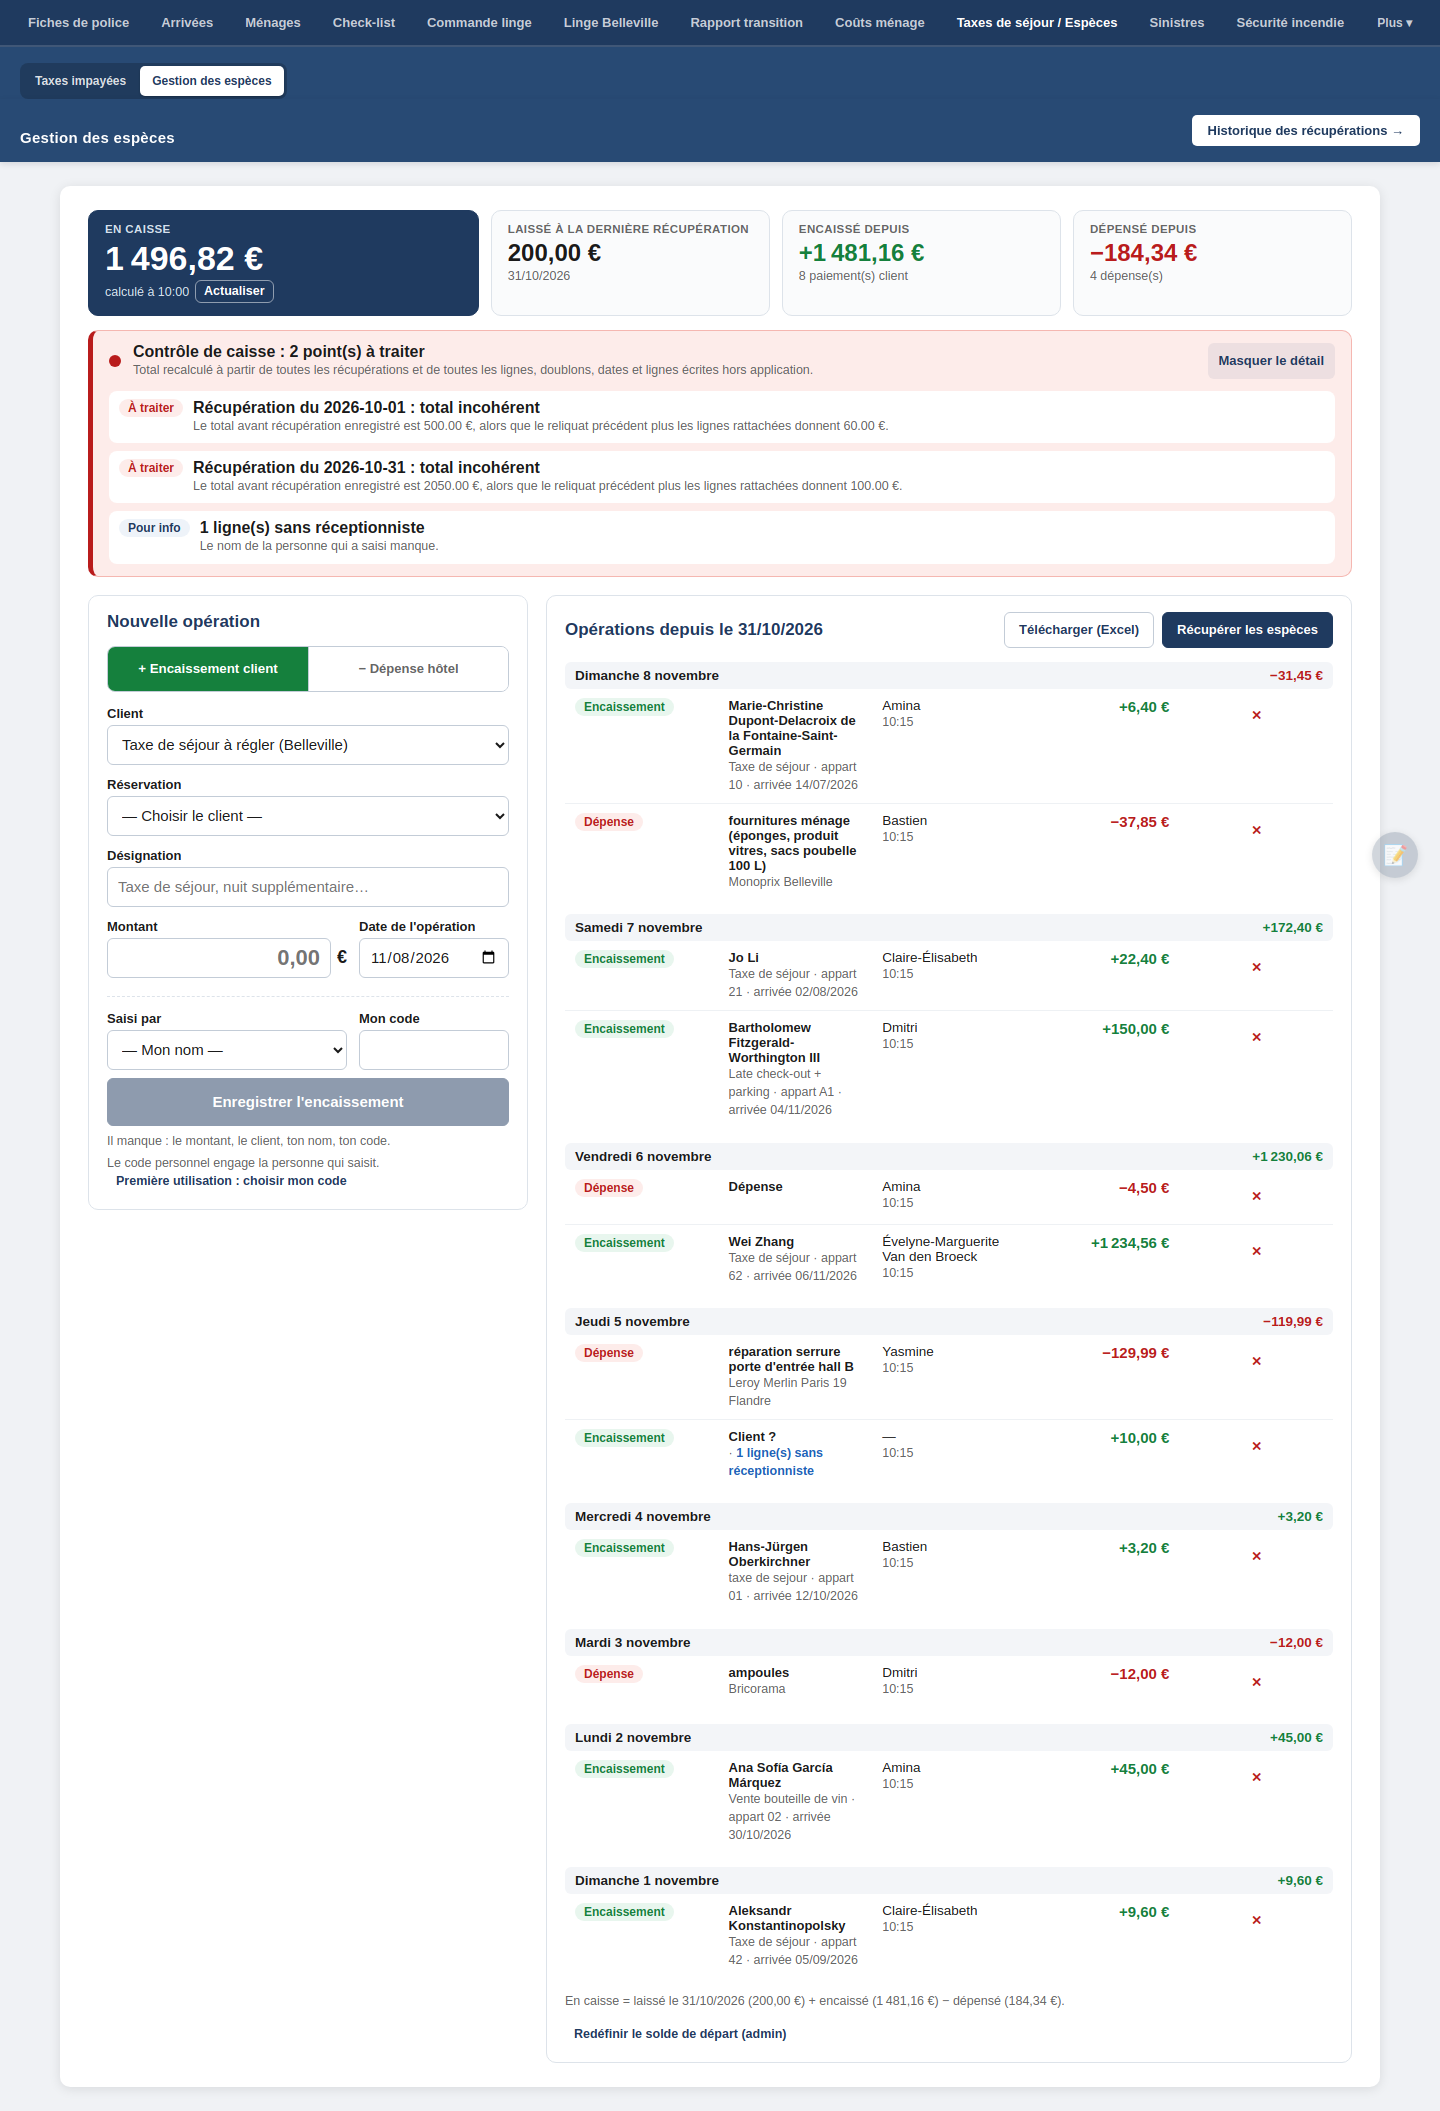 Fiches de police Arrivées Ménages Check-list Commande linge Linge Belleville Rapport transition Coûts ménage Taxes de séjour / Espèces Sinistres Sécurité incendie Plus ▾
Taxes impayées Gestion des espèces
Gestion des espèces
Historique des récupérations →
EN CAISSE
1 496,82 €
calculé à 10:00 Actualiser
LAISSÉ À LA DERNIÈRE RÉCUPÉRATION
200,00 €
31/10/2026
ENCAISSÉ DEPUIS
+1 481,16 €
8 paiement(s) client
DÉPENSÉ DEPUIS
−184,34 €
4 dépense(s)
Contrôle de caisse : 2 point(s) à traiter
Total recalculé à partir de toutes les récupérations et de toutes les lignes, doublons, dates et lignes écrites hors application.
Masquer le détail
À traiter Récupération du 2026-10-01 : total incohérent
Le total avant récupération enregistré est 500.00 €, alors que le reliquat précédent plus les lignes rattachées donnent 60.00 €.
À traiter Récupération du 2026-10-31 : total incohérent
Le total avant récupération enregistré est 2050.00 €, alors que le reliquat précédent plus les lignes rattachées donnent 100.00 €.
Pour info 1 ligne(s) sans réceptionniste
Le nom de la personne qui a saisi manque.
Nouvelle opération
+ Encaissement client − Dépense hôtel
Client
Taxe de séjour à régler (Belleville)
Réservation
— Choisir le client —
Désignation
Taxe de séjour, nuit supplémentaire…
Montant Date de l'opération
0,00 € 11/08/2026
Saisi par Mon code
— Mon nom —
Enregistrer l'encaissement
Il manque : le montant, le client, ton nom, ton code.
Le code personnel engage la personne qui saisit.
Première utilisation : choisir mon code
Opérations depuis le 31/10/2026
Télécharger (Excel) Récupérer les espèces
Dimanche 8 novembre −31,45 €
Encaissement Marie-Christine Amina +6,40 € ✕
Dupont-Delacroix de 10:15
la Fontaine-Saint-
Germain
Taxe de séjour · appart
10 · arrivée 14/07/2026
Dépense fournitures ménage Bastien −37,85 € ✕
(éponges, produit 10:15
vitres, sacs poubelle
100 L)
Monoprix Belleville
Samedi 7 novembre +172,40 €
Encaissement Jo Li Claire-Élisabeth +22,40 € ✕
Taxe de séjour · appart 10:15
21 · arrivée 02/08/2026
Encaissement Bartholomew Dmitri +150,00 € ✕
Fitzgerald- 10:15
Worthington III
Late check-out +
parking · appart A1 ·
arrivée 04/11/2026
Vendredi 6 novembre +1 230,06 €
Dépense Dépense Amina −4,50 € ✕
10:15
Encaissement Wei Zhang Évelyne-Marguerite +1 234,56 € ✕
Taxe de séjour · appart Van den Broeck
62 · arrivée 06/11/2026 10:15
Jeudi 5 novembre −119,99 €
Dépense réparation serrure Yasmine −129,99 € ✕
porte d'entrée hall B 10:15
Leroy Merlin Paris 19
Flandre
Encaissement Client ? — +10,00 € ✕
· 1 ligne(s) sans 10:15
réceptionniste
Mercredi 4 novembre +3,20 €
Encaissement Hans-Jürgen Bastien +3,20 € ✕
Oberkirchner 10:15
taxe de sejour · appart
01 · arrivée 12/10/2026
Mardi 3 novembre −12,00 €
Dépense ampoules Dmitri −12,00 € ✕
Bricorama 10:15
Lundi 2 novembre +45,00 €
Encaissement Ana Sofía García Amina +45,00 € ✕
Márquez 10:15
Vente bouteille de vin ·
appart 02 · arrivée
30/10/2026
Dimanche 1 novembre +9,60 €
Encaissement Aleksandr Claire-Élisabeth +9,60 € ✕
Konstantinopolsky 10:15
Taxe de séjour · appart
42 · arrivée 05/09/2026
En caisse = laissé le 31/10/2026 (200,00 €) + encaissé (1 481,16 €) − dépensé (184,34 €).
Redéfinir le solde de départ (admin)